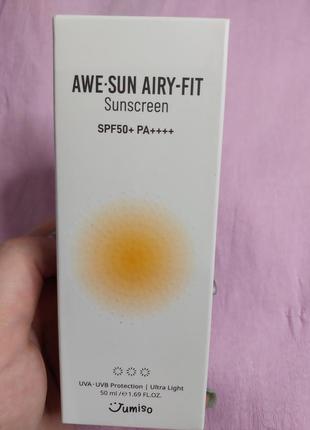 AWE·SUN AIRY-FIT
Sunscreen
SPF50+ PA++++
UVA · UVB Protection | Ultra Light
50 ml / ℮1.69 FL.OZ.
Jumiso